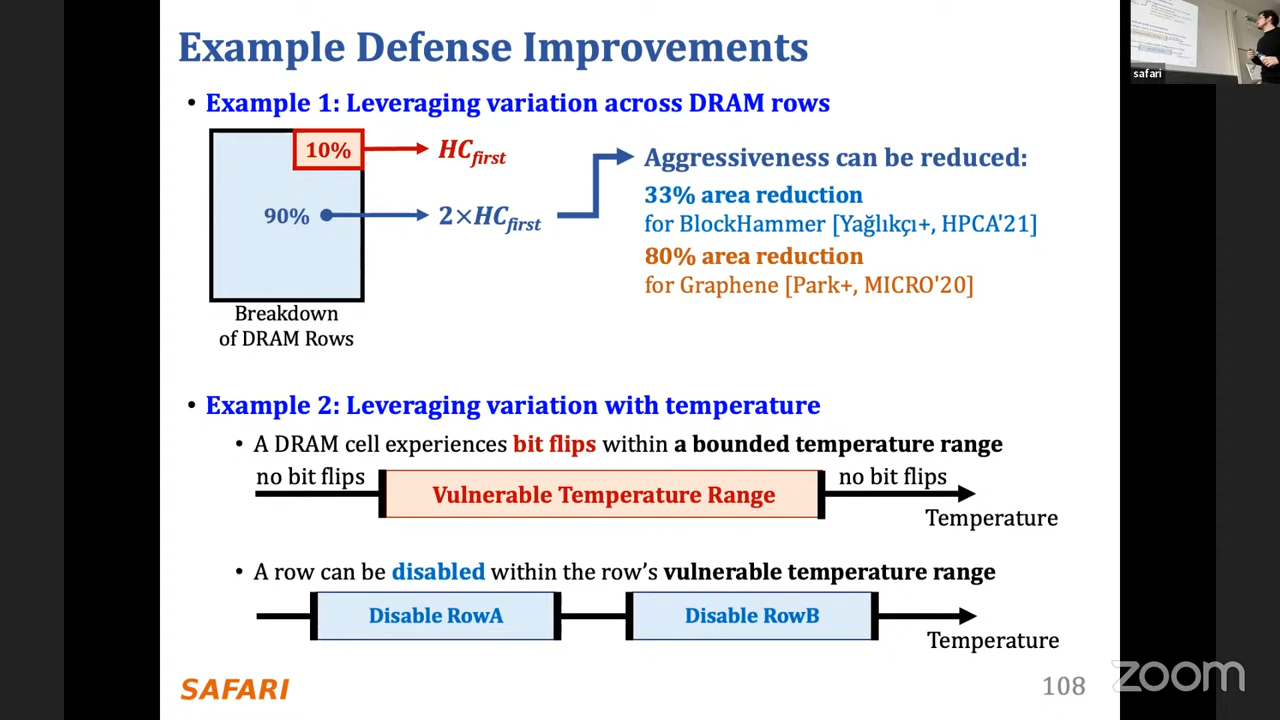 Example Defense Improvements
• Example 1: Leveraging variation across DRAM rows
10%
HCfirst
90%
2×HCfirst
Breakdown
of DRAM Rows
Aggressiveness can be reduced:
33% area reduction
for BlockHammer [Yağlıkçı+, HPCA'21]
80% area reduction
for Graphene [Park+, MICRO'20]
• Example 2: Leveraging variation with temperature
• A DRAM cell experiences bit flips within a bounded temperature range
no bit flips
Vulnerable Temperature Range
no bit flips
Temperature
• A row can be disabled within the row’s vulnerable temperature range
Disable RowA
Disable RowB
Temperature
SAFARI
108
zoom
safari